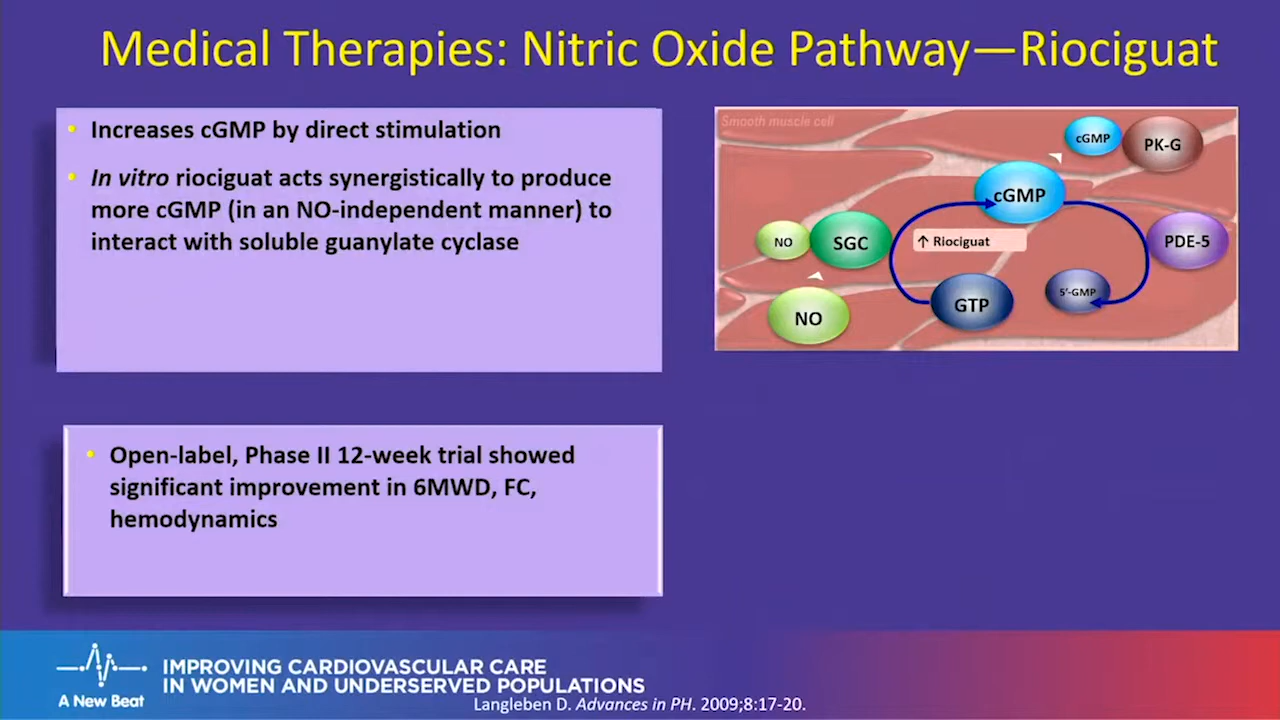 Medical Therapies: Nitric Oxide Pathway—Riociguat
• Increases cGMP by direct stimulation
• In vitro riociguat acts synergistically to produce
more cGMP (in an NO-independent manner) to
interact with soluble guanylate cyclase
Smooth muscle cell
cGMP
PK-G
cGMP
NO
SGC
↑ Riociguat
PDE-5
NO
GTP
5'-GMP
• Open-label, Phase II 12-week trial showed
significant improvement in 6MWD, FC,
hemodynamics
A New Beat
IMPROVING CARDIOVASCULAR CARE
IN WOMEN AND UNDERSERVED POPULATIONS
Langleben D. Advances in PH. 2009;8:17-20.